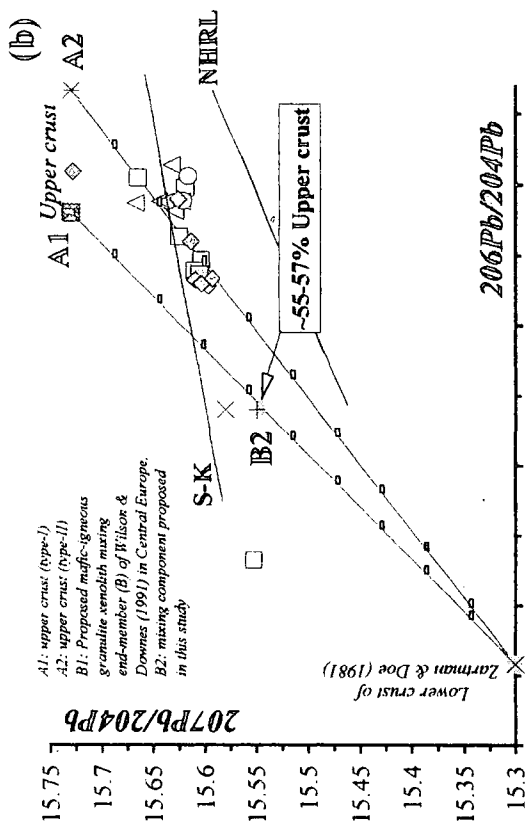 (b)
A1: upper crust (type-I)
A2: upper crust (type-II)
B1: Proposed mafic-igneous
granulite xenolith mixing
end-member (B) of Wilson &
Downes (1991) in Central Europe.
B2: mixing component proposed
in this study
A1
Upper crust
A2
S-K
NHRL
B2
~55-57% Upper crust
Lower crust of
Zartman & Doe (1981)
207Pb/204Pb
206Pb/204Pb
15.75
15.7
15.65
15.6
15.55
15.5
15.45
15.4
15.35
15.3